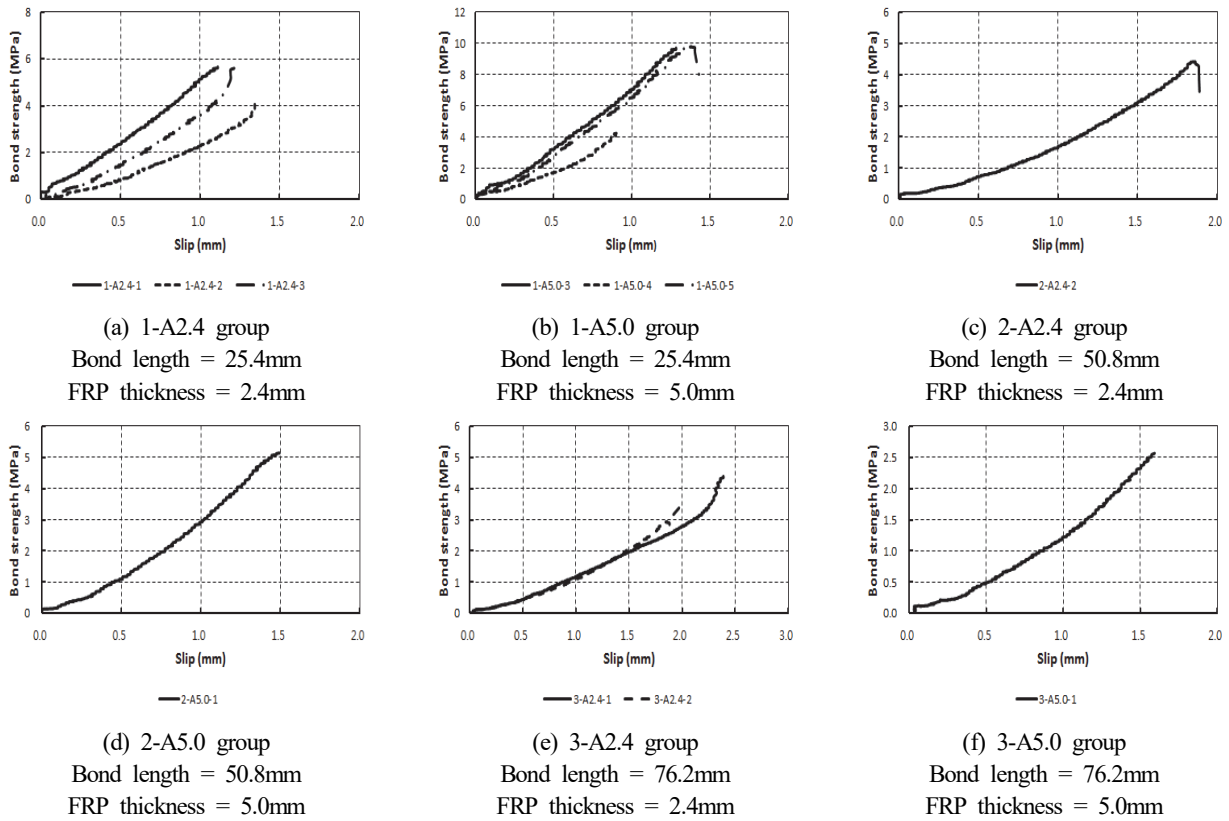 Bond strength (MPa)
8
6
4
2
0
0.0 0.5 1.0 1.5 2.0
Slip (mm)
1-A2.4-1 1-A2.4-2 1-A2.4-3
(a) 1-A2.4 group
Bond length = 25.4mm
FRP thickness = 2.4mm
Bond strength (MPa)
12
10
8
6
4
2
0
0.0 0.5 1.0 1.5 2.0
Slip (mm)
1-A5.0-3 1-A5.0-4 1-A5.0-5
(b) 1-A5.0 group
Bond length = 25.4mm
FRP thickness = 5.0mm
Bond strength (MPa)
6
5
4
3
2
1
0
0.0 0.5 1.0 1.5 2.0
Slip (mm)
2-A2.4-2
(c) 2-A2.4 group
Bond length = 50.8mm
FRP thickness = 2.4mm
Bond strength (MPa)
6
5
4
3
2
1
0
0.0 0.5 1.0 1.5 2.0
Slip (mm)
2-A5.0-1
(d) 2-A5.0 group
Bond length = 50.8mm
FRP thickness = 5.0mm
Bond strength (MPa)
6
5
4
3
2
1
0
0.0 0.5 1.0 1.5 2.0 2.5 3.0
Slip (mm)
3-A2.4-1 3-A2.4-2
(e) 3-A2.4 group
Bond length = 76.2mm
FRP thickness = 2.4mm
Bond strength (MPa)
3.0
2.5
2.0
1.5
1.0
0.5
0.0
0.0 0.5 1.0 1.5 2.0
Slip (mm)
3-A5.0-1
(f) 3-A5.0 group
Bond length = 76.2mm
FRP thickness = 5.0mm